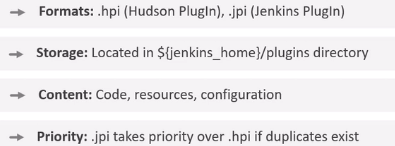 → Formats: .hpi (Hudson PlugIn), .jpi (Jenkins PlugIn)
→ Storage: Located in ${jenkins_home}/plugins directory
→ Content: Code, resources, configuration
→ Priority: .jpi takes priority over .hpi if duplicates exist